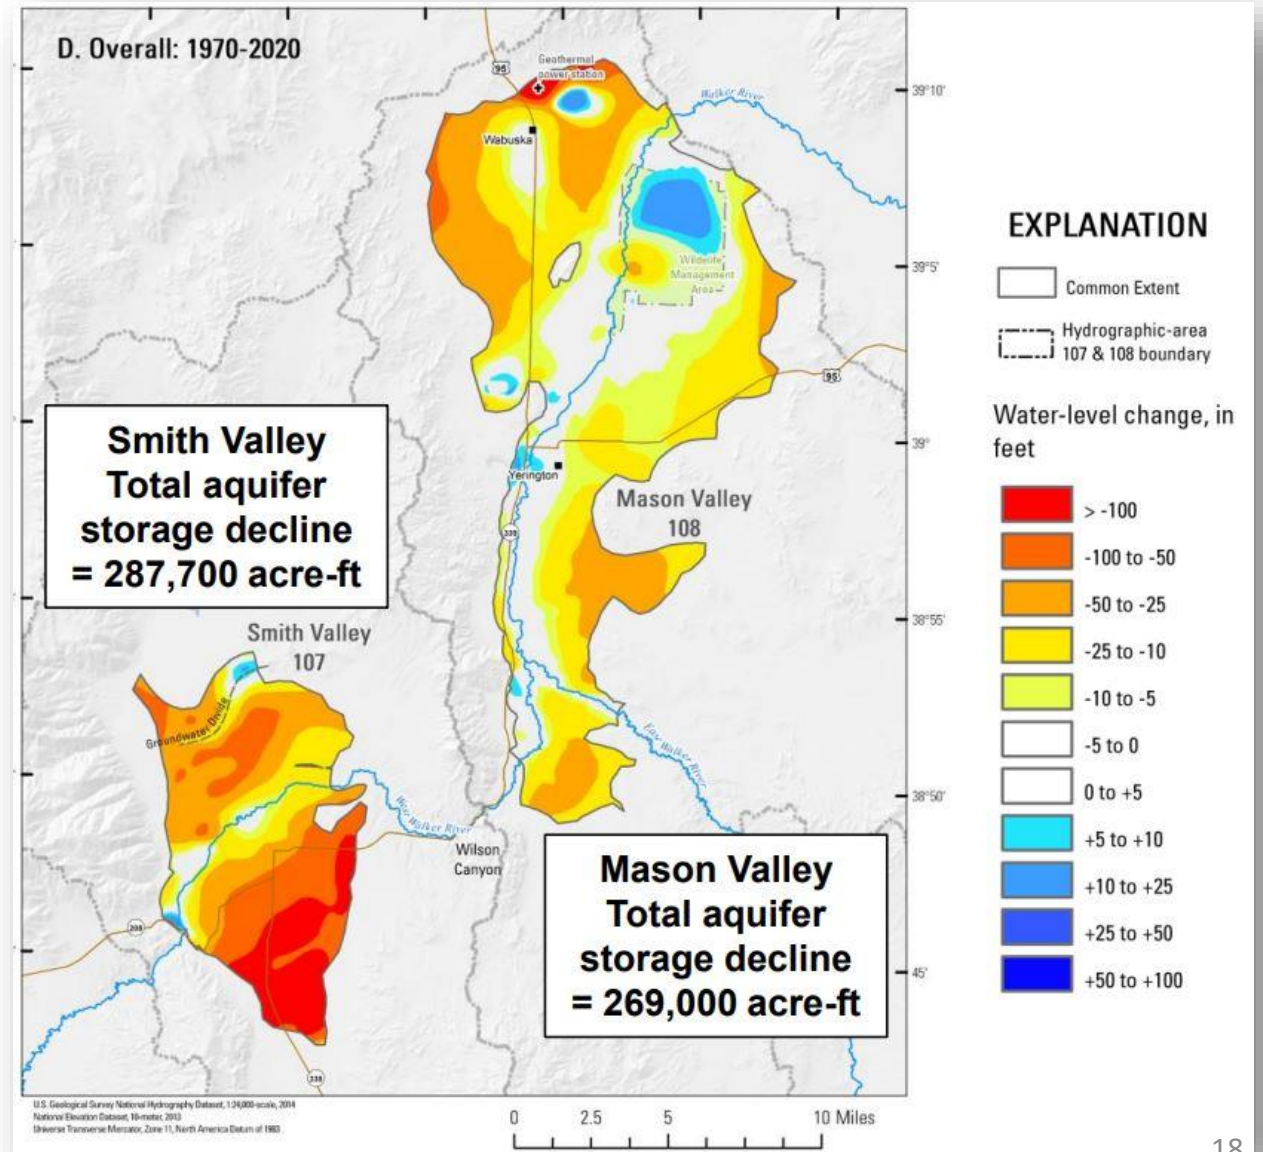 D. Overall: 1970-2020
95
Geothermal
power station
Walker River
39°10'
Wabuska
39°5'
Wildlife
Management
Area
95
39°
Yerington
Mason Valley
108
339
38°55'
Smith Valley
Total aquifer
storage decline
= 287,700 acre-ft
Smith Valley
107
Groundwater Divide
East Walker River
38°50'
West Walker River
Wilson
Canyon
208
338
45'
Mason Valley
Total aquifer
storage decline
= 269,000 acre-ft
EXPLANATION
Common Extent
Hydrographic-area
107 & 108 boundary
Water-level change, in
feet
> -100
-100 to -50
-50 to -25
-25 to -10
-10 to -5
-5 to 0
0 to +5
+5 to +10
+10 to +25
+25 to +50
+50 to +100
U.S. Geological Survey National Hydrography Dataset, 1:24,000-scale, 2014
National Elevation Dataset, 10-meter, 2013
Universe Transverse Mercator, Zone 11, North America Datum of 1983
0 2.5 5 10 Miles
18